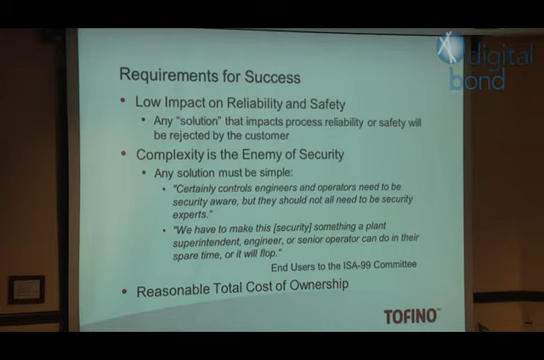 digital
bond
Requirements for Success
• Low Impact on Reliability and Safety
• Any "solution" that impacts process reliability or safety will
be rejected by the customer
• Complexity is the Enemy of Security
• Any solution must be simple:
• "Certainly controls engineers and operators need to be
security aware, but they should not all need to be security
experts."
• "We have to make this [security] something a plant
superintendent, engineer, or senior operator can do in their
spare time, or it will flop."
End Users to the ISA-99 Committee
• Reasonable Total Cost of Ownership
TOFINO™